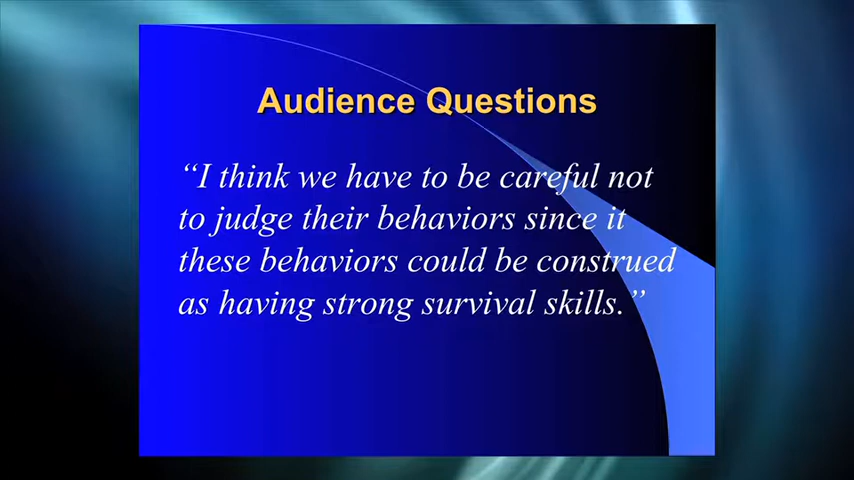 Audience Questions
“I think we have to be careful not
to judge their behaviors since it
these behaviors could be construed
as having strong survival skills.”